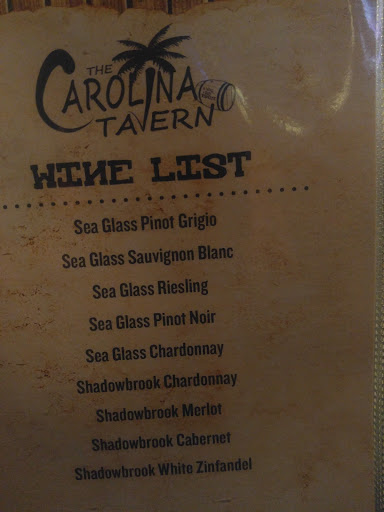 THE
CAROLINA
TAVERN
WINE LIST
Sea Glass Pinot Grigio
Sea Glass Sauvignon Blanc
Sea Glass Riesling
Sea Glass Pinot Noir
Sea Glass Chardonnay
Shadowbrook Chardonnay
Shadowbrook Merlot
Shadowbrook Cabernet
Shadowbrook White Zinfandel